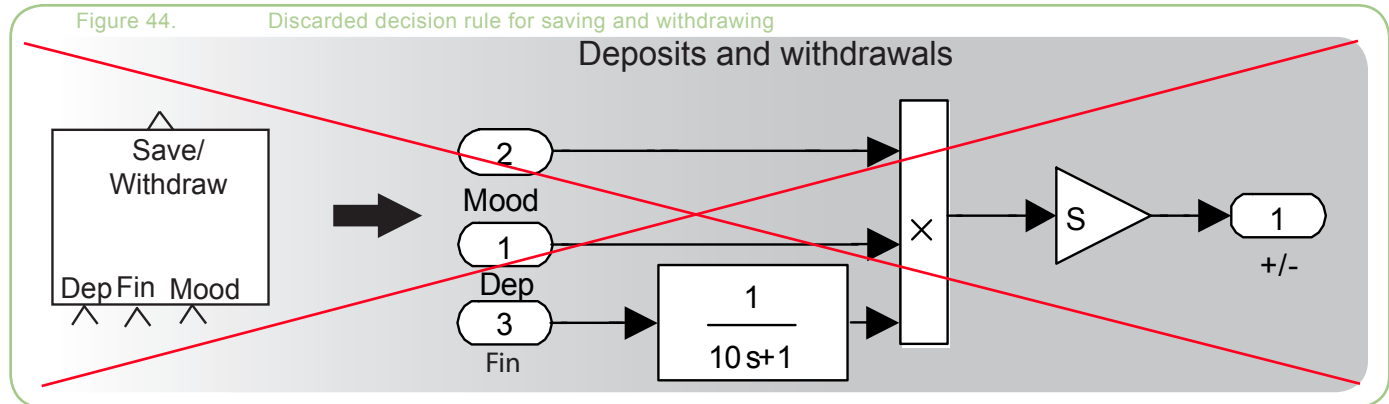 Figure 44. Discarded decision rule for saving and withdrawing
Deposits and withdrawals
Save/
Withdraw
Dep Fin Mood
2
Mood
1
Dep
3
Fin
1
10 s+1
×
S
1
+/-